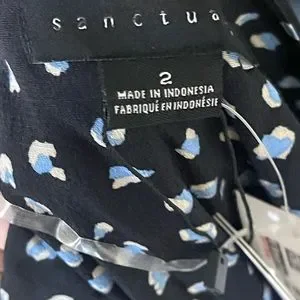 sanctua
2
MADE IN INDONESIA
FABRIQUÉ EN INDONÉSIE